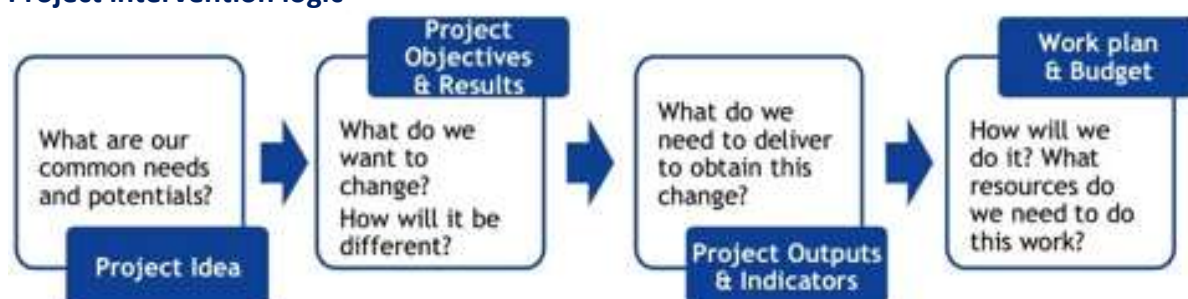 Project intervention logic
What are our
common needs
and potentials?
Project Idea
Project
Objectives
& Results
What do we
want to
change?
How will it be
different?
What do we
need to deliver
to obtain this
change?
Project Outputs
& Indicators
Work plan
& Budget
How will we
do it? What
resources do
we need to do
this work?